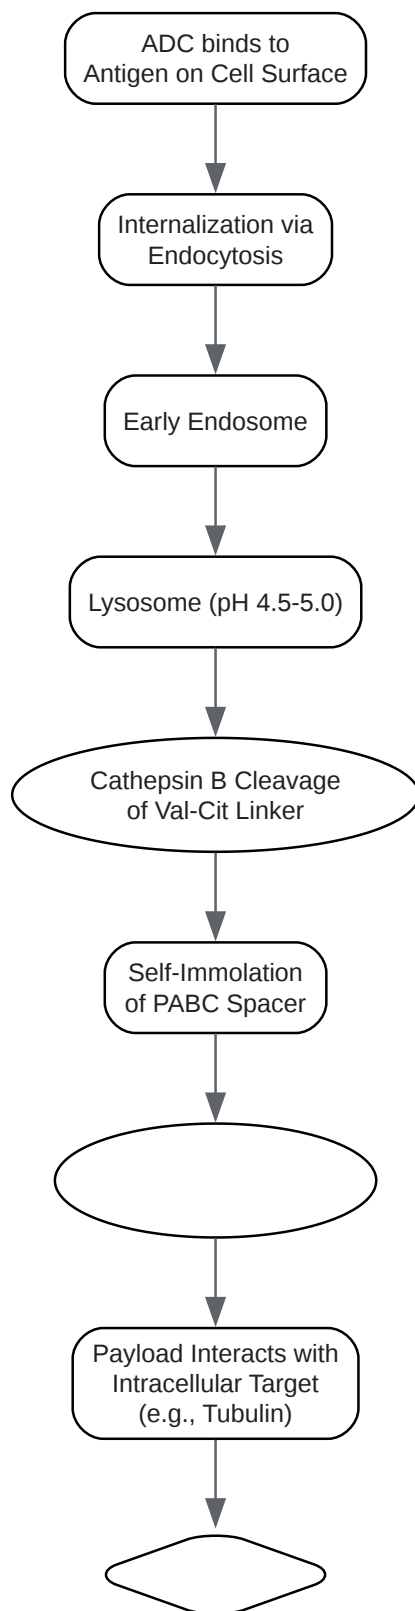 ADC binds to
Antigen on Cell Surface
Internalization via
Endocytosis
Early Endosome
Lysosome (pH 4.5-5.0)
Cathepsin B Cleavage
of Val-Cit Linker
Self-Immolation
of PABC Spacer
Payload Interacts with
Intracellular Target
(e.g., Tubulin)